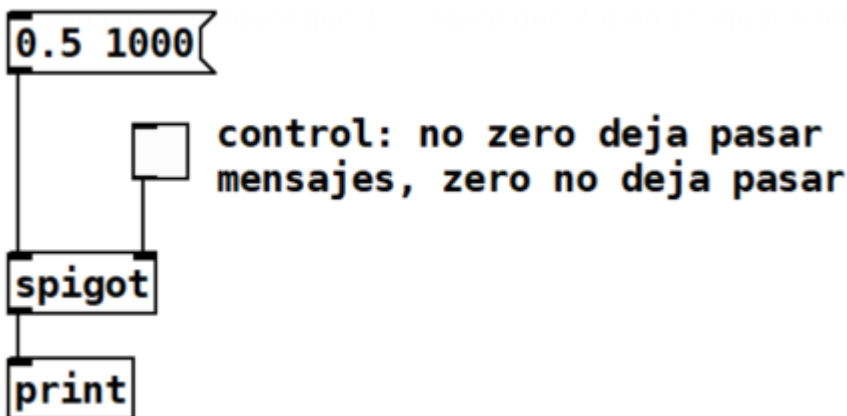 0.5 1000
control: no zero deja pasar
mensajes, zero no deja pasar
spigot
print